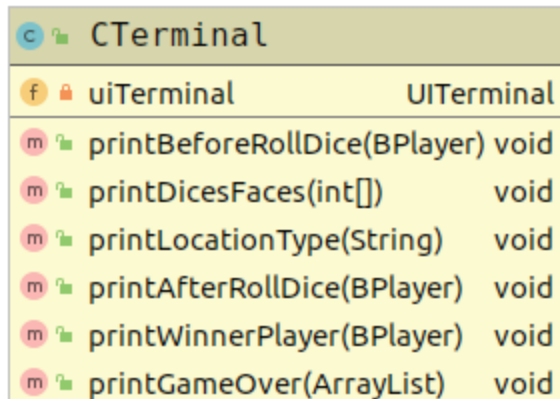 C CTerminal
f uiTerminal UITerminal
m printBeforeRollDice(BPlayer) void
m printDicesFaces(int[]) void
m printLocationType(String) void
m printAfterRollDice(BPlayer) void
m printWinnerPlayer(BPlayer) void
m printGameOver(ArrayList) void